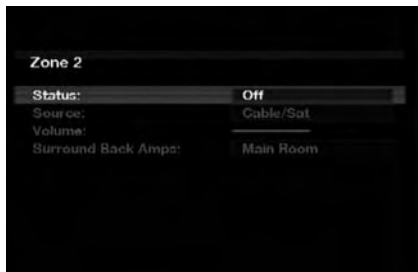 Zone 2
Status: Off
Source: Cable/Sat
Volume:
Surround Back Amps: Main Room